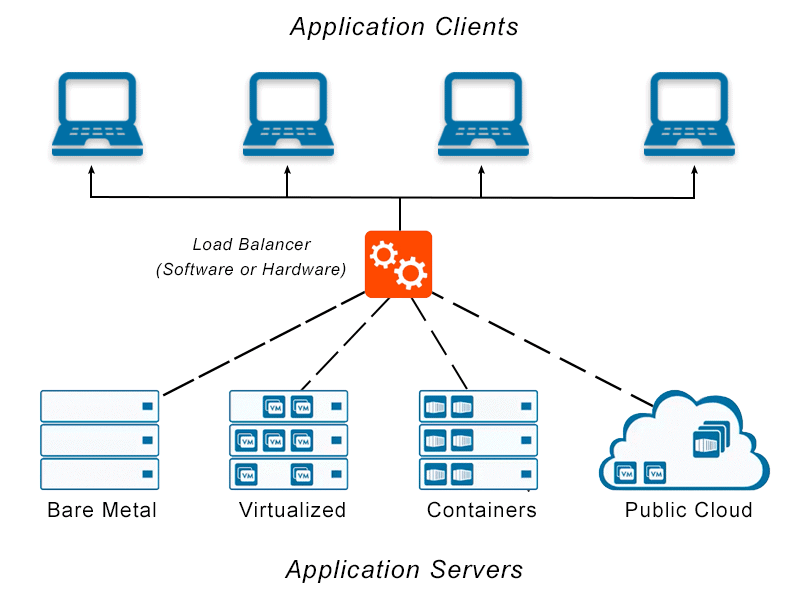 Application Clients
Load Balancer
(Software or Hardware)
VM VM
VM VM VM
VM VM
VM VM
Bare Metal
Virtualized
Containers
Public Cloud
Application Servers